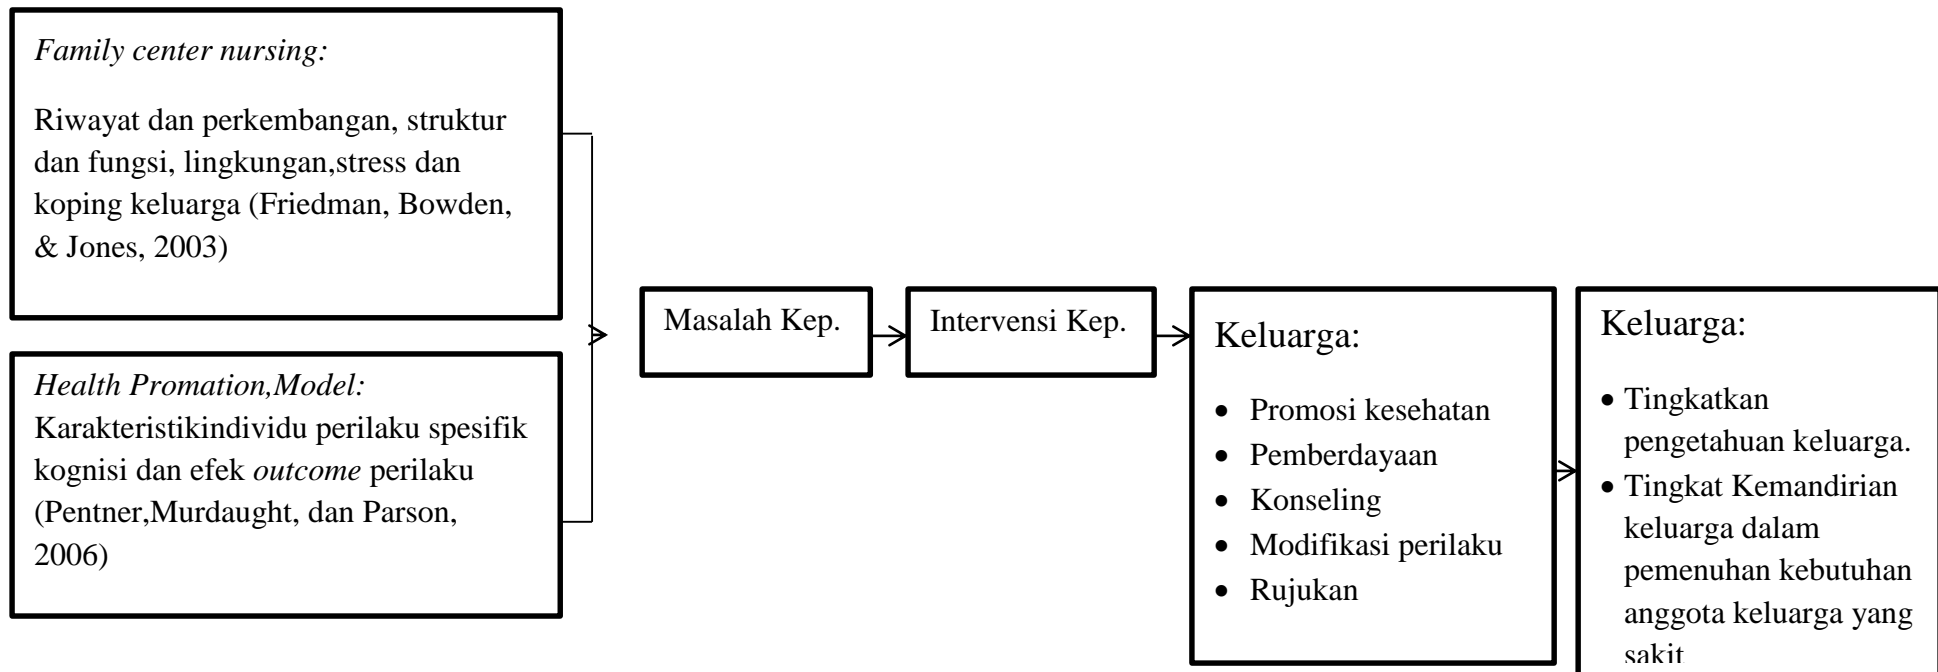 Family center nursing:
Riwayat dan perkembangan, struktur
dan fungsi, lingkungan,stress dan
koping keluarga (Friedman, Bowden,
& Jones, 2003)
Health Promation,Model:
Karakteristikindividu perilaku spesifik
kognisi dan efek outcome perilaku
(Pentner,Murdaught, dan Parson,
2006)
Masalah Kep.
Intervensi Kep.
Keluarga:
• Promosi kesehatan
• Pemberdayaan
• Konseling
• Modifikasi perilaku
• Rujukan
Keluarga:
• Tingkatkan
pengetahuan keluarga.
• Tingkat Kemandirian
keluarga dalam
pemenuhan kebutuhan
anggota keluarga yang
sakit